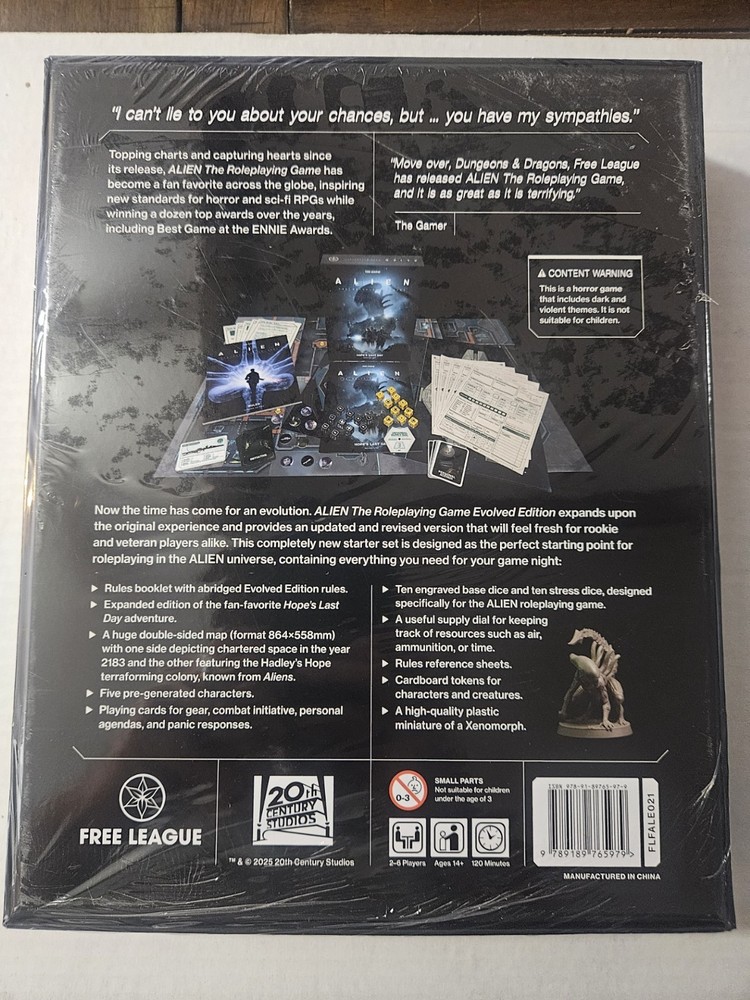 "I can't lie to you about your chances, but ... you have my sympathies."
Topping charts and capturing hearts since
its release, ALIEN The Roleplaying Game has
become a fan favorite across the globe, inspiring
new standards for horror and sci-fi RPGs while
winning a dozen top awards over the years,
including Best Game at the ENNIE Awards.
"Move over, Dungeons & Dragons, Free League
has released ALIEN The Roleplaying Game,
and it is as great as it is terrifying."
The Gamer
CONTENT WARNING
This is a horror game
that includes dark and
violent themes. It is not
suitable for children.
ALIEN
ALIEN
ALIEN
Now the time has come for an evolution. ALIEN The Roleplaying Game Evolved Edition expands upon
the original experience and provides an updated and revised version that will feel fresh for rookie
and veteran players alike. This completely new starter set is designed as the perfect starting point for
roleplaying in the ALIEN universe, containing everything you need for your game night:
Rules booklet with abridged Evolved Edition rules.
Expanded edition of the fan-favorite Hope's Last
Day adventure.
A huge double-sided map (format 864×558mm)
with one side depicting chartered space in the year
2183 and the other featuring the Hadley's Hope
terraforming colony, known from Aliens.
Five pre-generated characters.
Playing cards for gear, combat initiative, personal
agendas, and panic responses.
Ten engraved base dice and ten stress dice, designed
specifically for the ALIEN roleplaying game.
A useful supply dial for keeping
track of resources such as air,
ammunition, or time.
Rules reference sheets.
Cardboard tokens for
characters and creatures.
A high-quality plastic
miniature of a Xenomorph.
FREE LEAGUE
20th
CENTURY
STUDIOS
™ & © 2025 20th Century Studios
0-3
SMALL PARTS
Not suitable for children
under the age of 3
2–6 Players
Ages 14+
120 Minutes
ISBN 978-91-89765-97-9
9 789189 765979 >
FLFALE021
MANUFACTURED IN CHINA